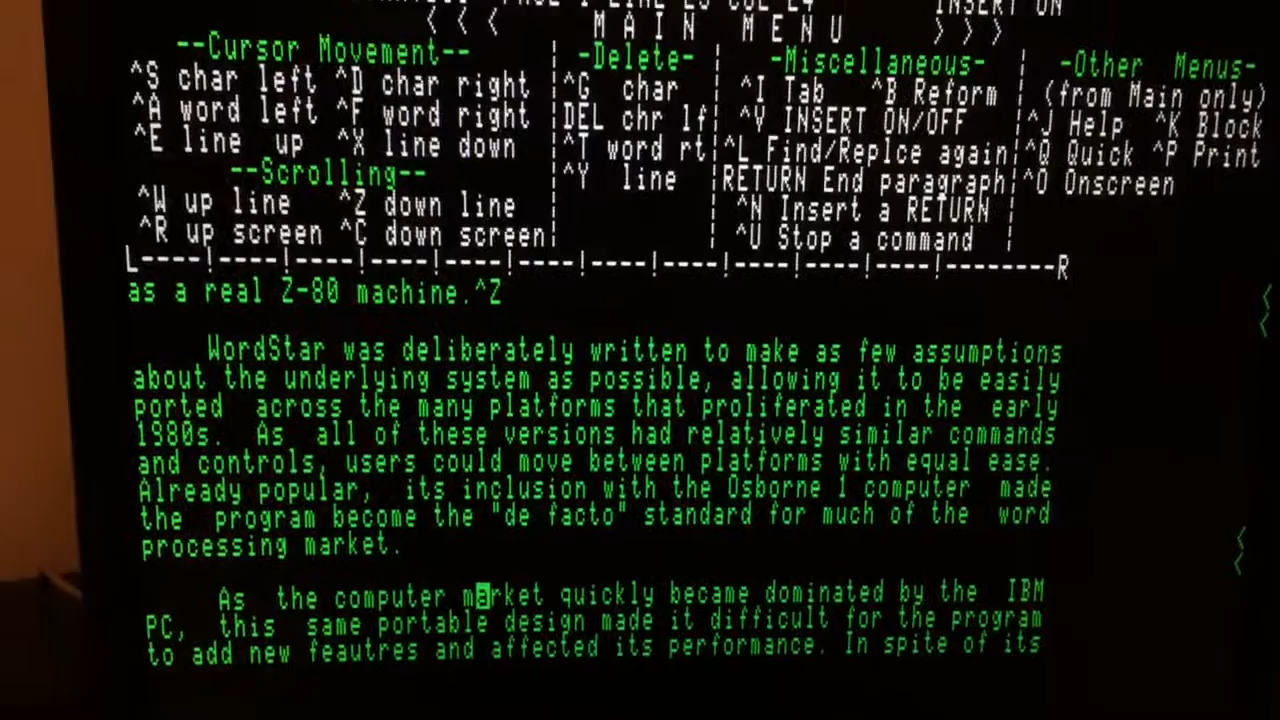 INSERT ON
< < < M A I N M E N U > > >
--Cursor Movement-- | -Delete- | -Miscellaneous- | -Other Menus-
^S char left ^D char right |^G char | ^I Tab ^B Reform | (from Main only)
^A word left ^F word right |DEL chr lf| ^V INSERT ON/OFF |^J Help ^K Block
^E line up ^X line down |^T word rt|^L Find/Replce again|^Q Quick ^P Print
--Scrolling-- |^Y line |RETURN End paragraph|^O Onscreen
^W up line ^Z down line | | ^N Insert a RETURN |
^R up screen ^C down screen| | ^U Stop a command |
L----!----!----!----!----!----!----!----!----!----!----!--------R
as a real Z-80 machine.^Z
<
WordStar was deliberately written to make as few assumptions
about the underlying system as possible, allowing it to be easily
ported across the many platforms that proliferated in the early
1980s. As all of these versions had relatively similar commands
and controls, users could move between platforms with equal ease.
Already popular, its inclusion with the Osborne 1 computer made
the program become the "de facto" standard for much of the word
processing market. <
<
As the computer market quickly became dominated by the IBM
PC, this same portable design made it difficult for the program
to add new feautres and affected its performance. In spite of its